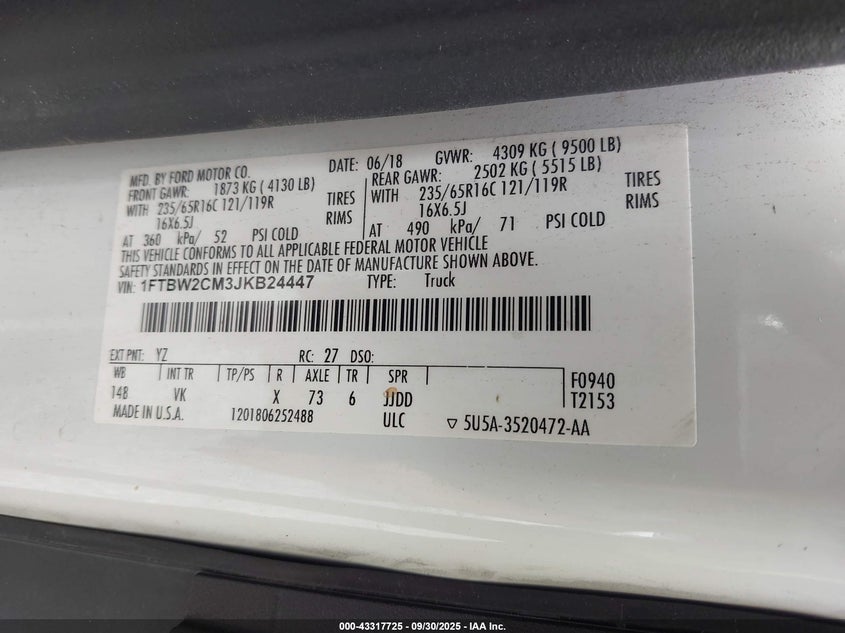 MFD. BY FORD MOTOR CO. DATE: 06/18 GVWR: 4309 KG ( 9500 LB)
FRONT GAWR: 1873 KG ( 4130 LB) REAR GAWR: 2502 KG ( 5515 LB)
WITH 235/65R16C 121/119R TIRES WITH 235/65R16C 121/119R TIRES
16X6.5J RIMS 16X6.5J RIMS
AT 360 kPa/ 52 PSI COLD AT 490 kPa/ 71 PSI COLD
THIS VEHICLE CONFORMS TO ALL APPLICABLE FEDERAL MOTOR VEHICLE
SAFETY STANDARDS IN EFFECT ON THE DATE OF MANUFACTURE SHOWN ABOVE.
VIN: 1FTBW2CM3JKB24447 TYPE: Truck
EXT PNT: YZ RC: 27 DSO:
WB INT TR TP/PS R AXLE TR SPR
148 VK X 73 6 JJDD F0940
MADE IN U.S.A. 1201806252488 ULC T2153
5U5A-3520472-AA
000-43317725 - 09/30/2025 - IAA Inc.